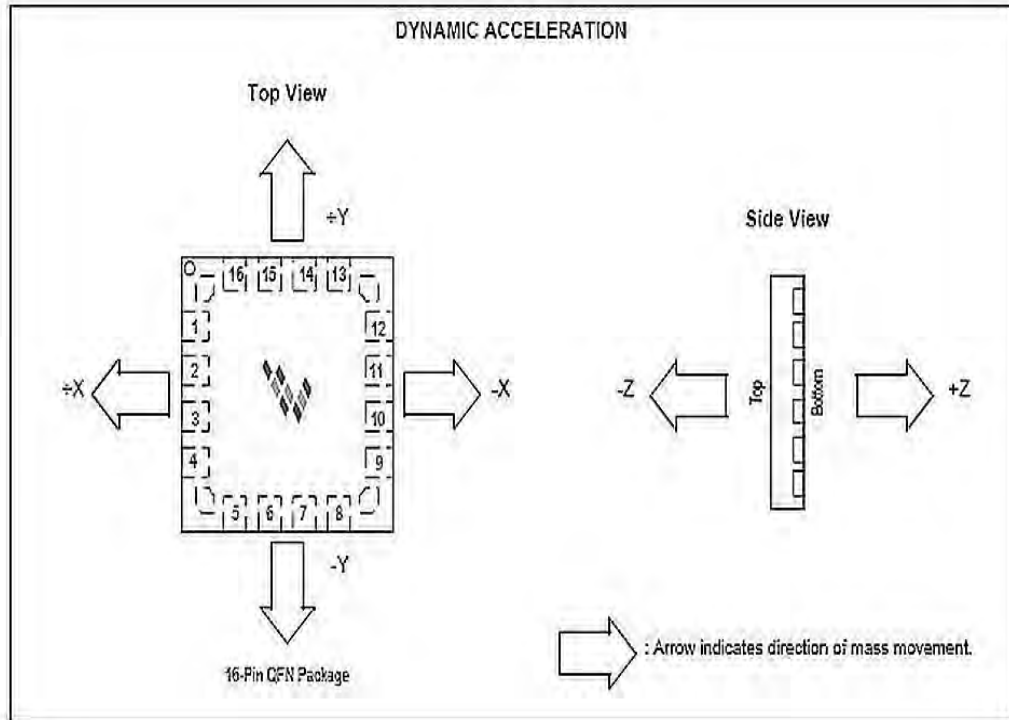 DYNAMIC ACCELERATION
Top View
+Y
Side View
16 15 14 13
1
2
3
4
12
11
10
9
+X
-X
-Z
Top
Bottom
+Z
5 6 7 8
-Y
16-Pin QFN Package
: Arrow indicates direction of mass movement.